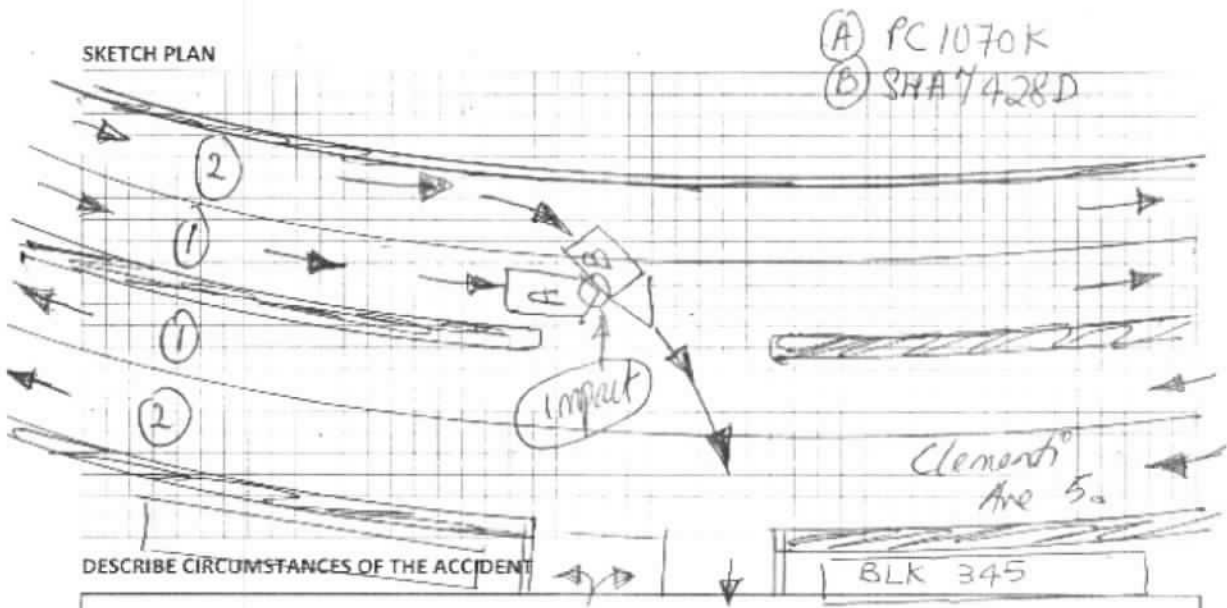 SKETCH PLAN
(A) PC1070K
(B) SHA7428D
2
1
B
A
1
impact
2
Clementi
Ave 5.
DESCRIBE CIRCUMSTANCES OF THE ACCIDENT
BLK 345